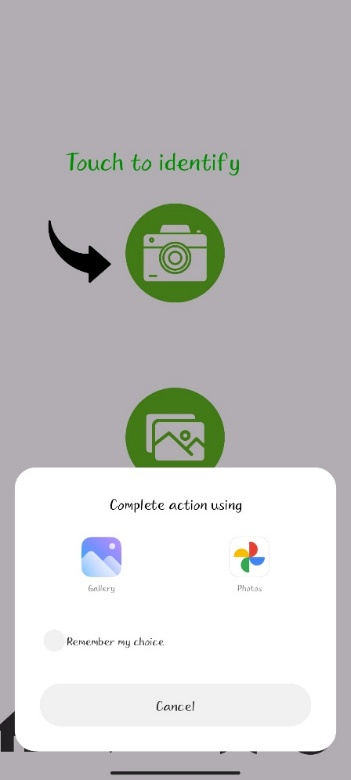 Touch to identify
Complete action using
Gallery Photos
Remember my choice
Cancel